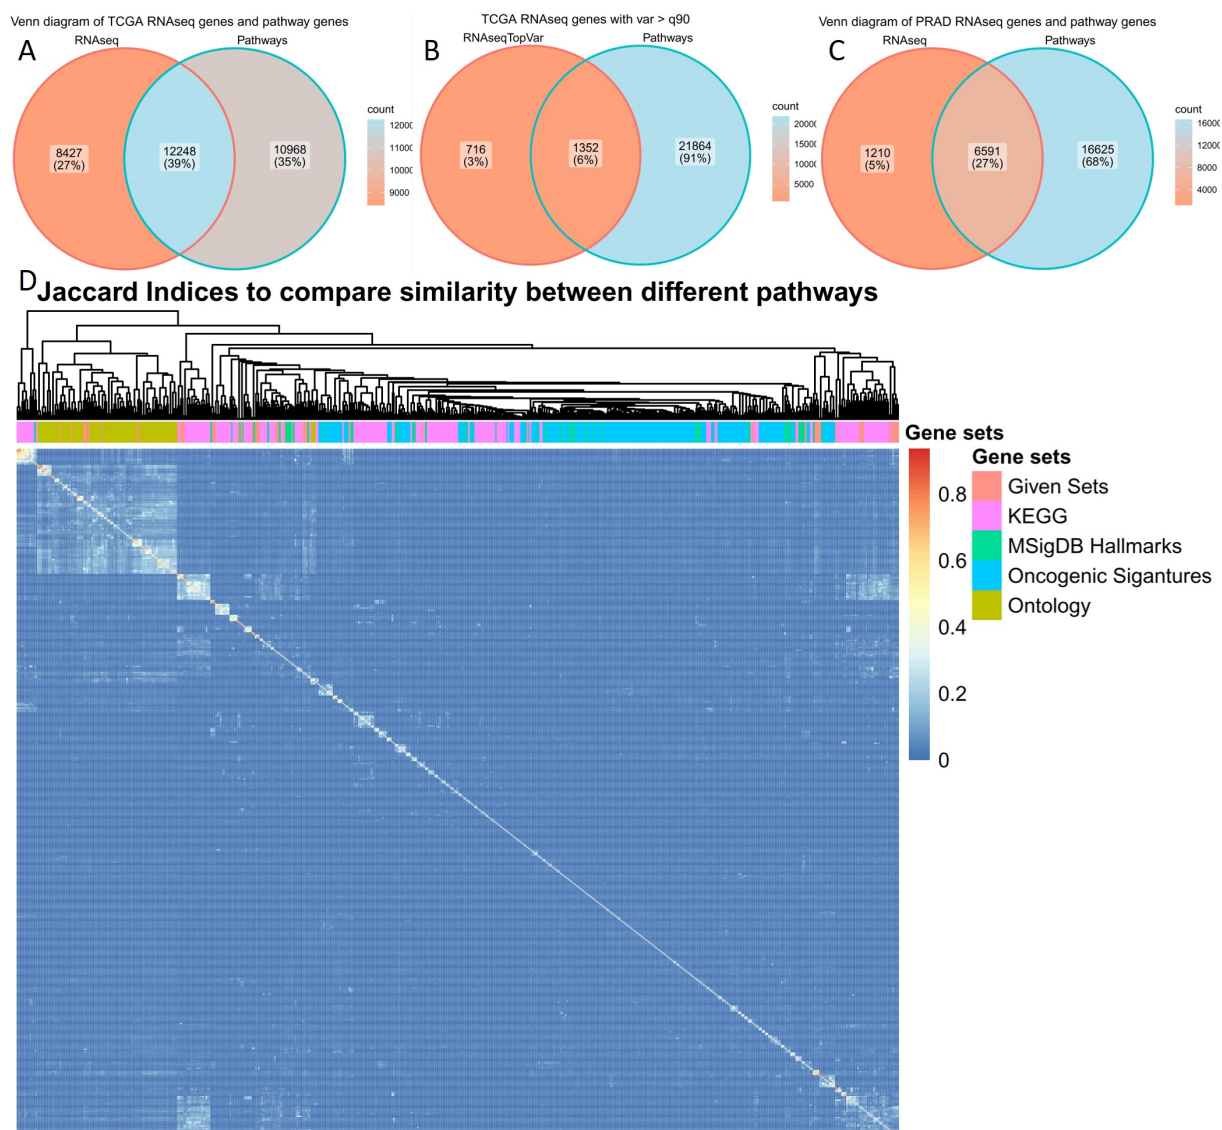 Venn diagram of TCGA RNAseq genes and pathway genes
A
RNAseq
Pathways
8427
(27%)
12248
(39%)
10968
(35%)
count
11000
10000
9000
TCGA RNAseq genes with var > q90
B
RNAseqTopVar
Pathways
716
(3%)
1352
(6%)
21864
(91%)
count
20000
15000
10000
5000
Venn diagram of PRAD RNAseq genes and pathway genes
C
RNAseq
Pathways
1210
(5%)
6591
(27%)
16625
(68%)
count
16000
12000
8000
4000
D
Jaccard Indices to compare similarity between different pathways
Gene sets
0.8
0.6
0.4
0.2
0
Gene sets
Given Sets
KEGG
MSigDB Hallmarks
Oncogenic Sigantures
Ontology